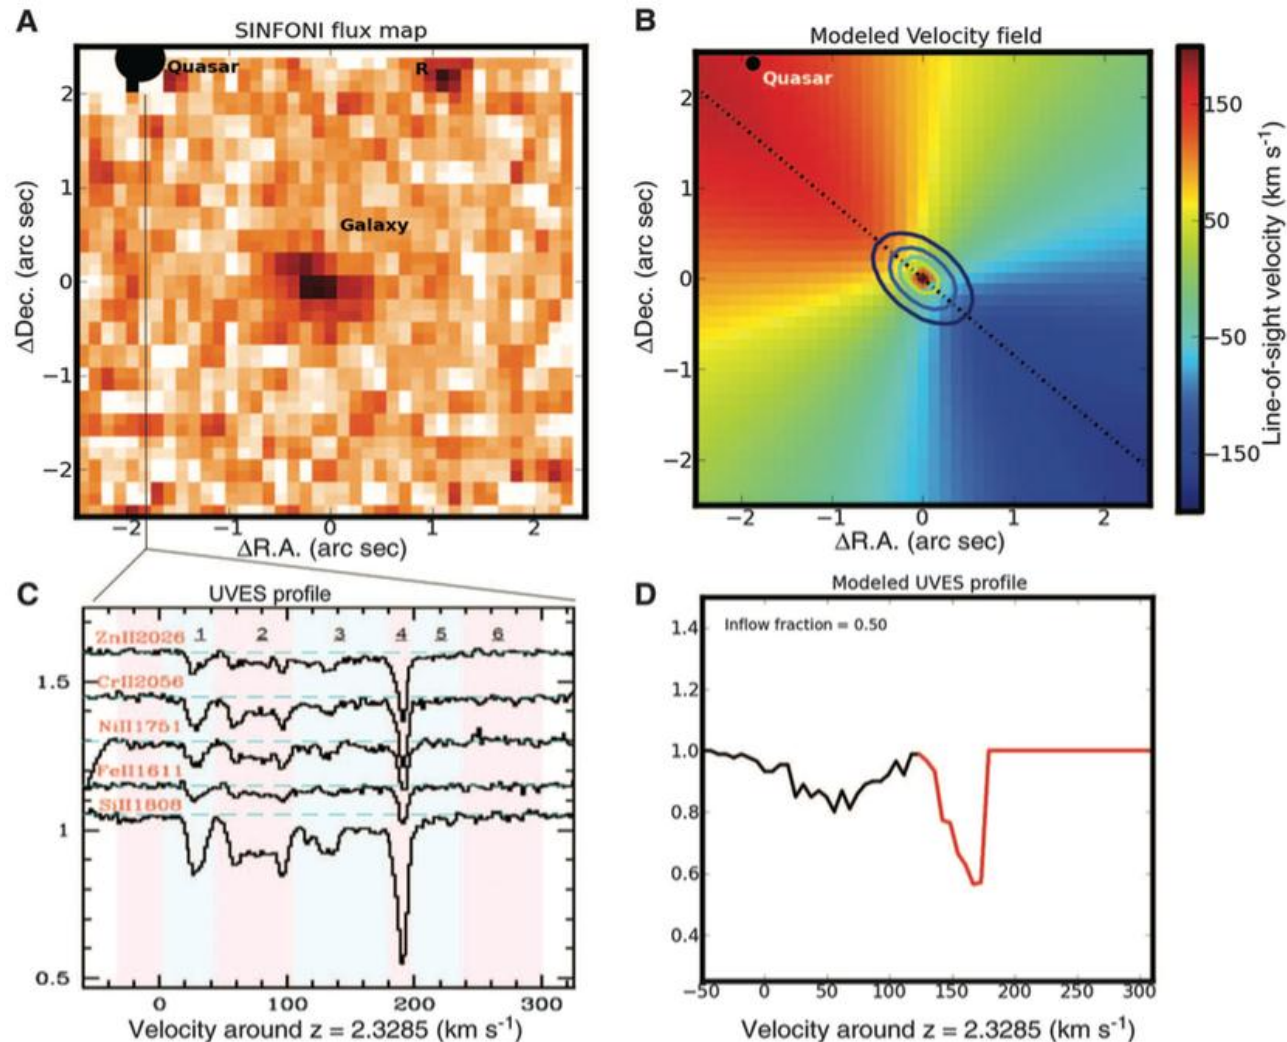 A
SINFONI flux map
Quasar
R
Galaxy
2
1
0
−1
−2
ΔDec. (arc sec)
−2
−1
0
1
2
ΔR.A. (arc sec)
B
Modeled Velocity field
Quasar
2
1
0
−1
−2
ΔDec. (arc sec)
−2
−1
0
1
2
ΔR.A. (arc sec)
150
50
−50
−150
Line-of-sight velocity (km s⁻¹)
C
UVES profile
1 2 3 4 5 6
ZnII2026
CrII2056
NiII1751
FeII1611
SiII1808
1.5
1
0.5
0 100 200 300
Velocity around z = 2.3285 (km s⁻¹)
D
Modeled UVES profile
Inflow fraction = 0.50
1.4
1.2
1.0
0.8
0.6
0.4
−50 0 50 100 150 200 250 300
Velocity around z = 2.3285 (km s⁻¹)